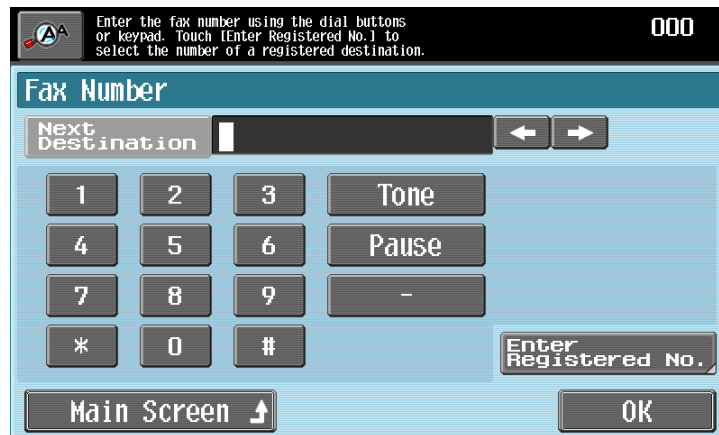 Enter the fax number using the dial buttons
or keypad. Touch [Enter Registered No.] to
select the number of a registered destination.
000
Fax Number
Next
Destination
1 2 3 Tone
4 5 6 Pause
7 8 9 -
* 0 #
Enter
Registered No.
Main Screen
OK